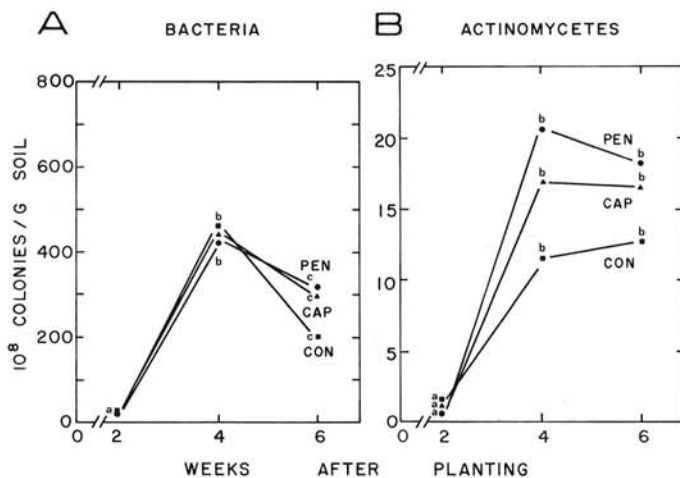 A BACTERIA
B ACTINOMYCETES
10⁸ COLONIES/G SOIL
800
600
400
200
0
0 2 4 6
a
b
b
c
c
c
PEN
CAP
CON
25
20
15
10
5
0
0 2 4 6
a
a
a
b
b
b
b
b
b
PEN
CAP
CON
WEEKS AFTER PLANTING